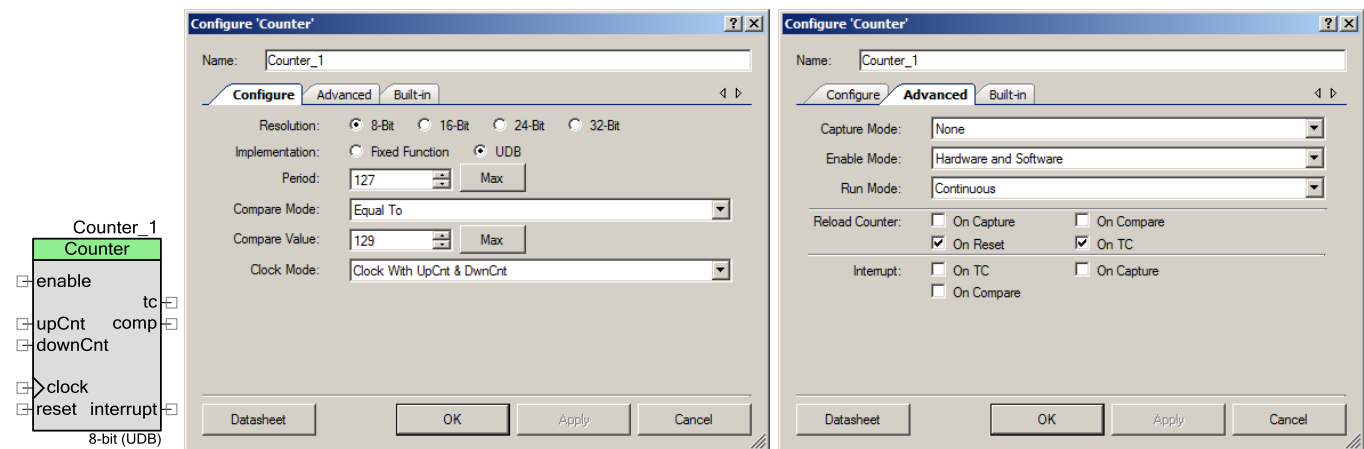 Counter_1
Counter
enable
tc
upCnt comp
downCnt
clock
reset interrupt
8-bit (UDB)
Configure 'Counter'
Name: Counter_1
Configure Advanced Built-in
Resolution: 8-Bit 16-Bit 24-Bit 32-Bit
Implementation: Fixed Function UDB
Period: 127 Max
Compare Mode: Equal To
Compare Value: 129 Max
Clock Mode: Clock With UpCnt & DwnCnt
Datasheet OK Apply Cancel
Configure 'Counter'
Name: Counter_1
Configure Advanced Built-in
Capture Mode: None
Enable Mode: Hardware and Software
Run Mode: Continuous
Reload Counter: On Capture On Compare
On Reset On TC
Interrupt: On TC On Capture
On Compare
Datasheet OK Apply Cancel